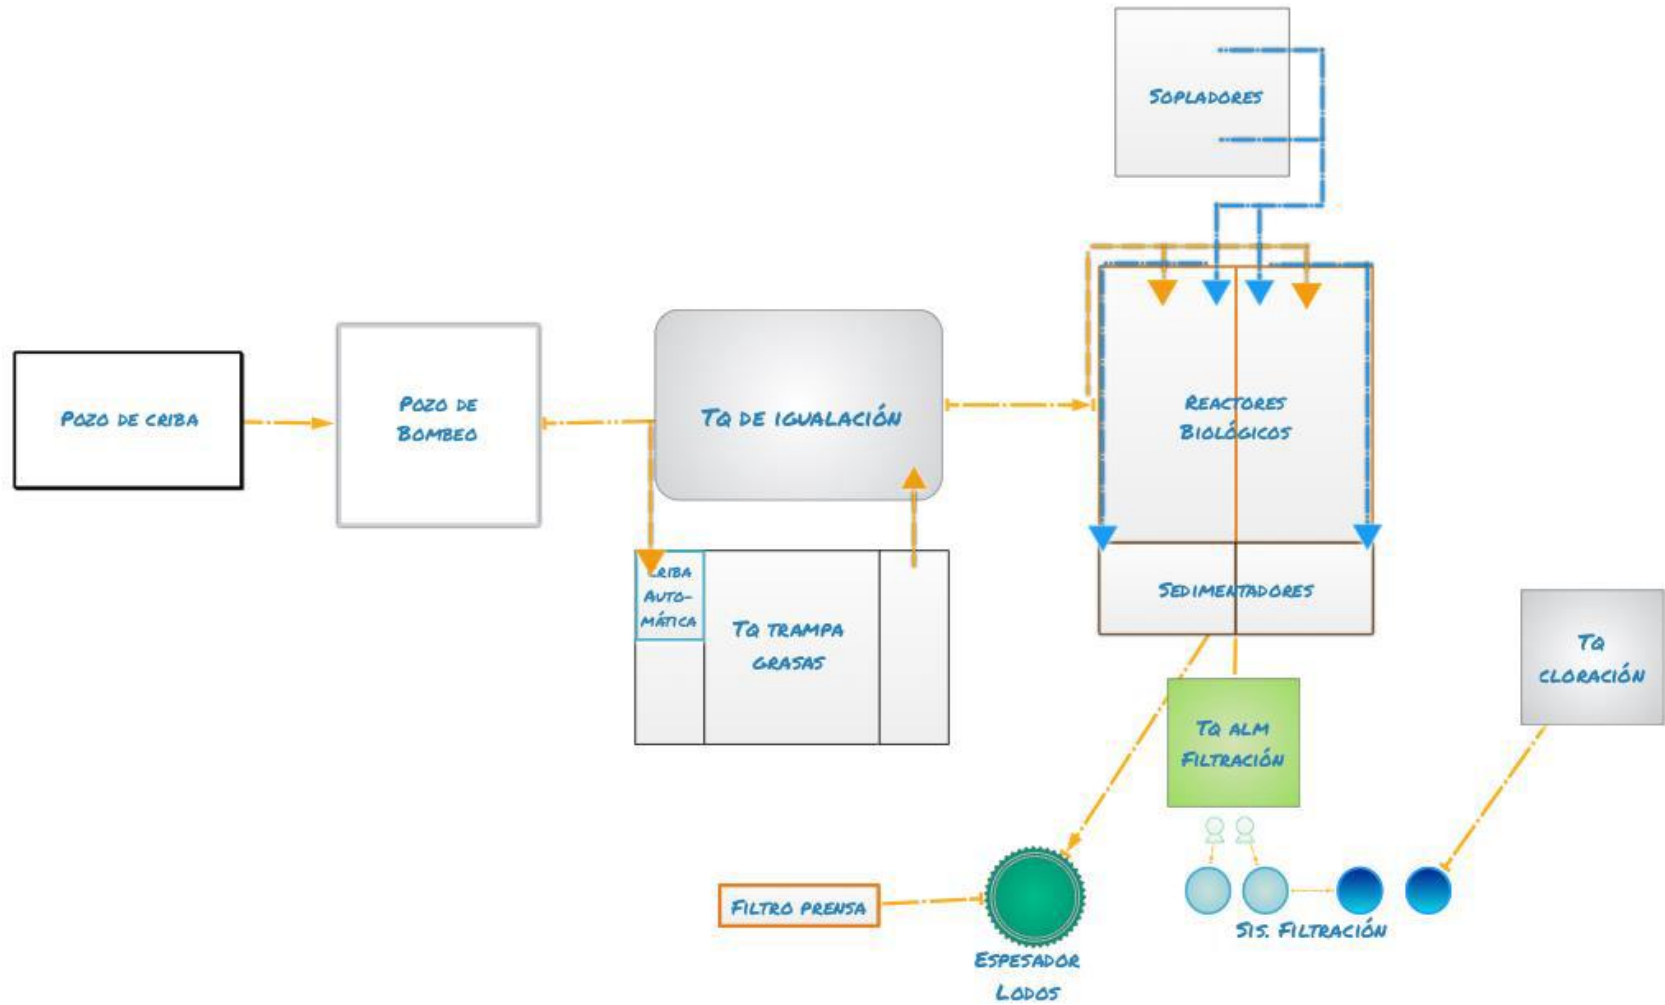 Sopladores
Pozo de criba
Pozo de
Bombeo
Tq de igualación
Reactores
Biológicos
Criba
Auto-
mática
Tq trampa
grasas
Sedimentadores
Tq
cloración
Tq alm
Filtración
Filtro prensa
Sis. Filtración
Espesador
Lodos